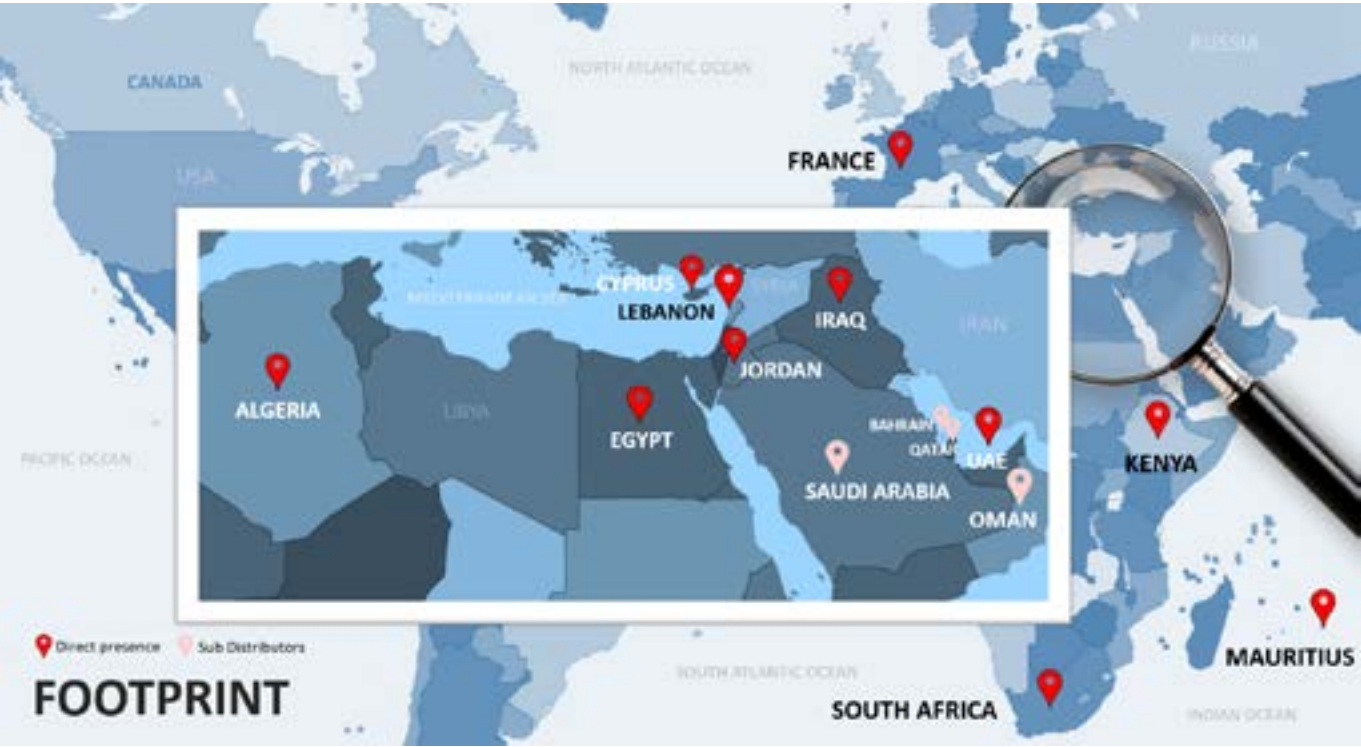 RUSSIA
NORTH ATLANTIC OCEAN
CANADA
FRANCE
USA
CYPRUS
SYRIA
MEDITERRANEAN SEA
LEBANON
IRAQ
IRAN
JORDAN
ALGERIA
LIBYA
EGYPT
BAHRAIN
QATAR
UAE
PACIFIC OCEAN
KENYA
SAUDI ARABIA
OMAN
Direct presence
Sub Distributors
MAURITIUS
SOUTH ATLANTIC OCEAN
FOOTPRINT
SOUTH AFRICA
INDIAN OCEAN